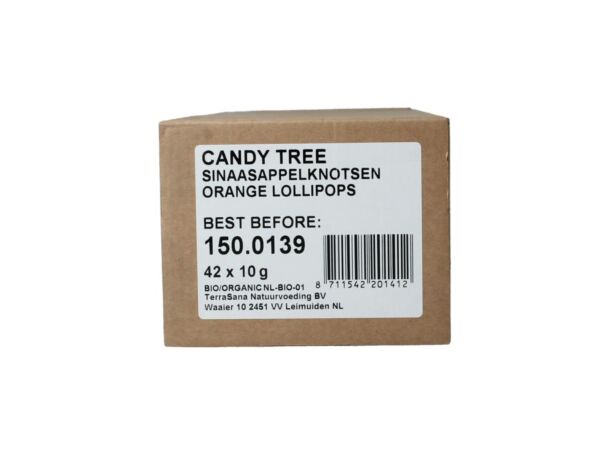 CANDY TREE
SINAASAPPELKNOTSEN
ORANGE LOLLIPOPS
BEST BEFORE:
150.0139
42 x 10 g
BIO/ORGANIC NL-BIO-01
TerraSana Natuurvoeding BV
Waaier 10 2451 VV Leimuiden NL
8 711542 201412